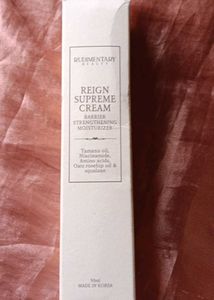 RUDIMENTARY
BEAUTY
REIGN
SUPREME
CREAM
BARRIER
STRENGTHENING
MOISTURIZER
Tamanu oil,
Niacinamide,
Amino acids,
Oat rosehip oil &
squalane
50ml
MADE IN KOREA